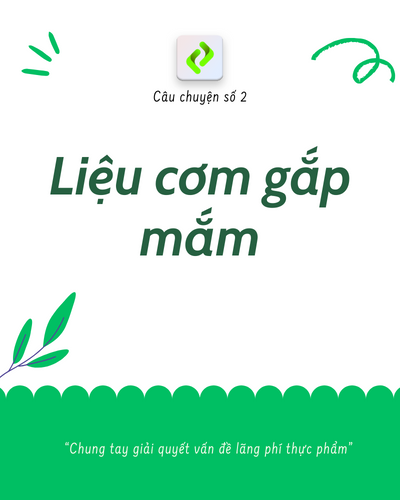 Câu chuyện số 2
Liệu cơm gắp
mắm
“Chung tay giải quyết vấn đề lãng phí thực phẩm”